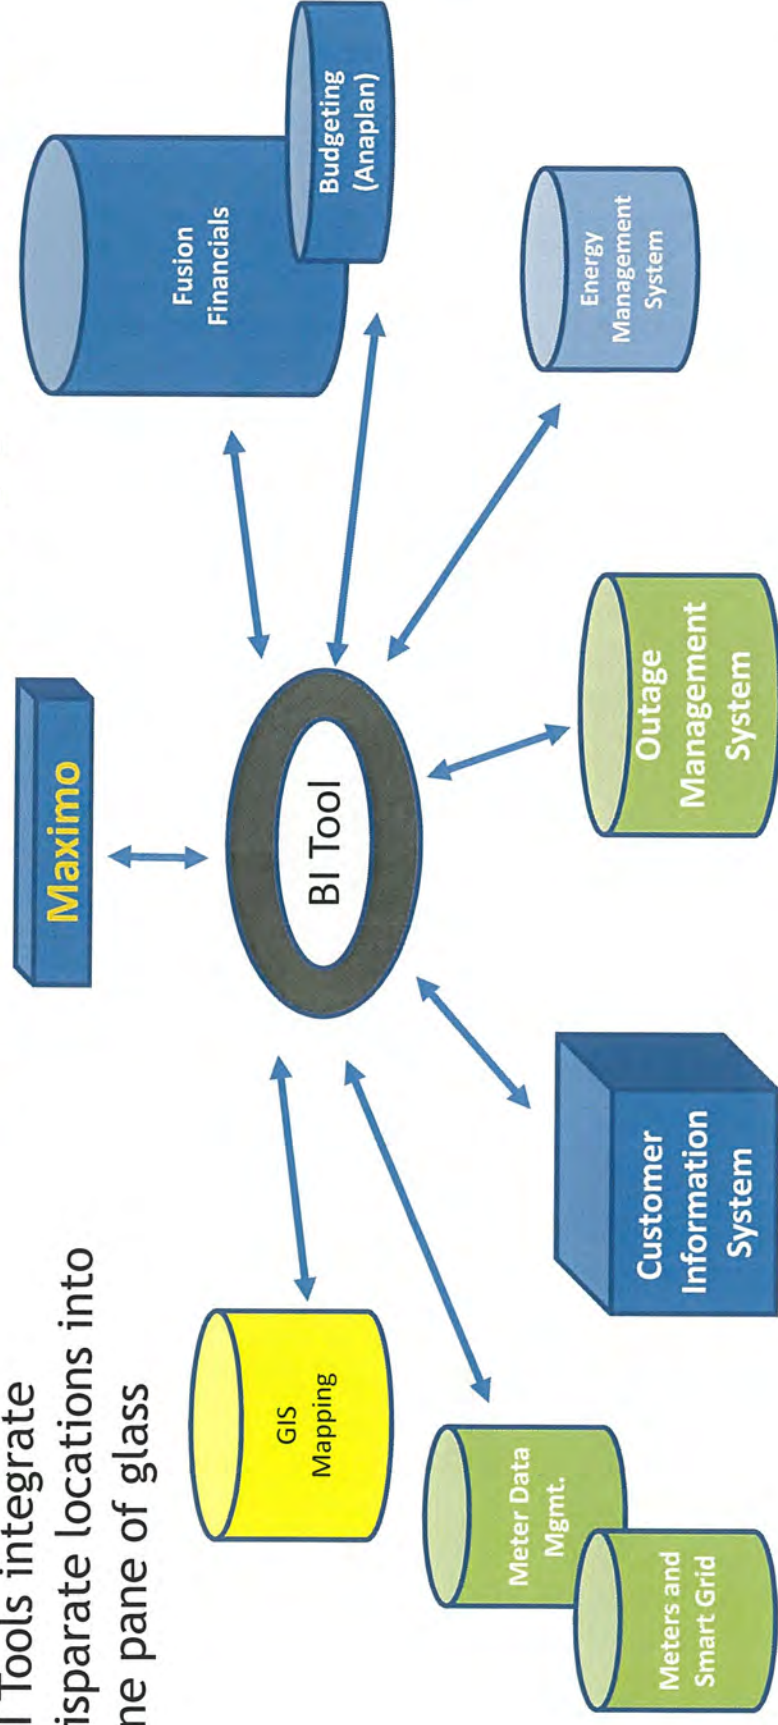 I Tools integrate
isparate locations into
ne pane of glass
Maximo
Fusion
Financials
Budgeting
(Anaplan)
GIS
Mapping
BI Tool
Meter Data
Mgmt.
Meters and
Smart Grid
Customer
Information
System
Outage
Management
System
Energy
Management
System